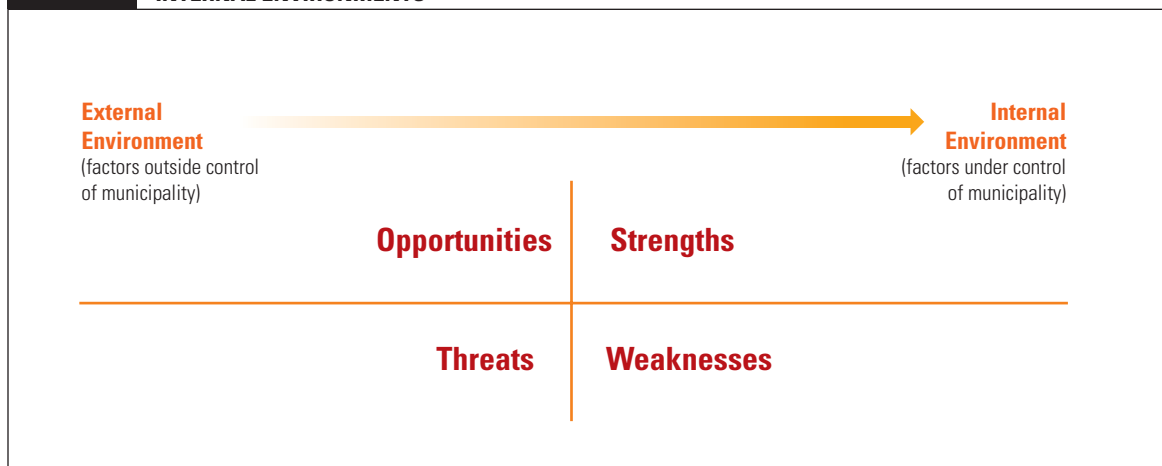 External
Environment
(factors outside control
of municipality)
Internal
Environment
(factors under control
of municipality)
Opportunities
Strengths
Threats
Weaknesses